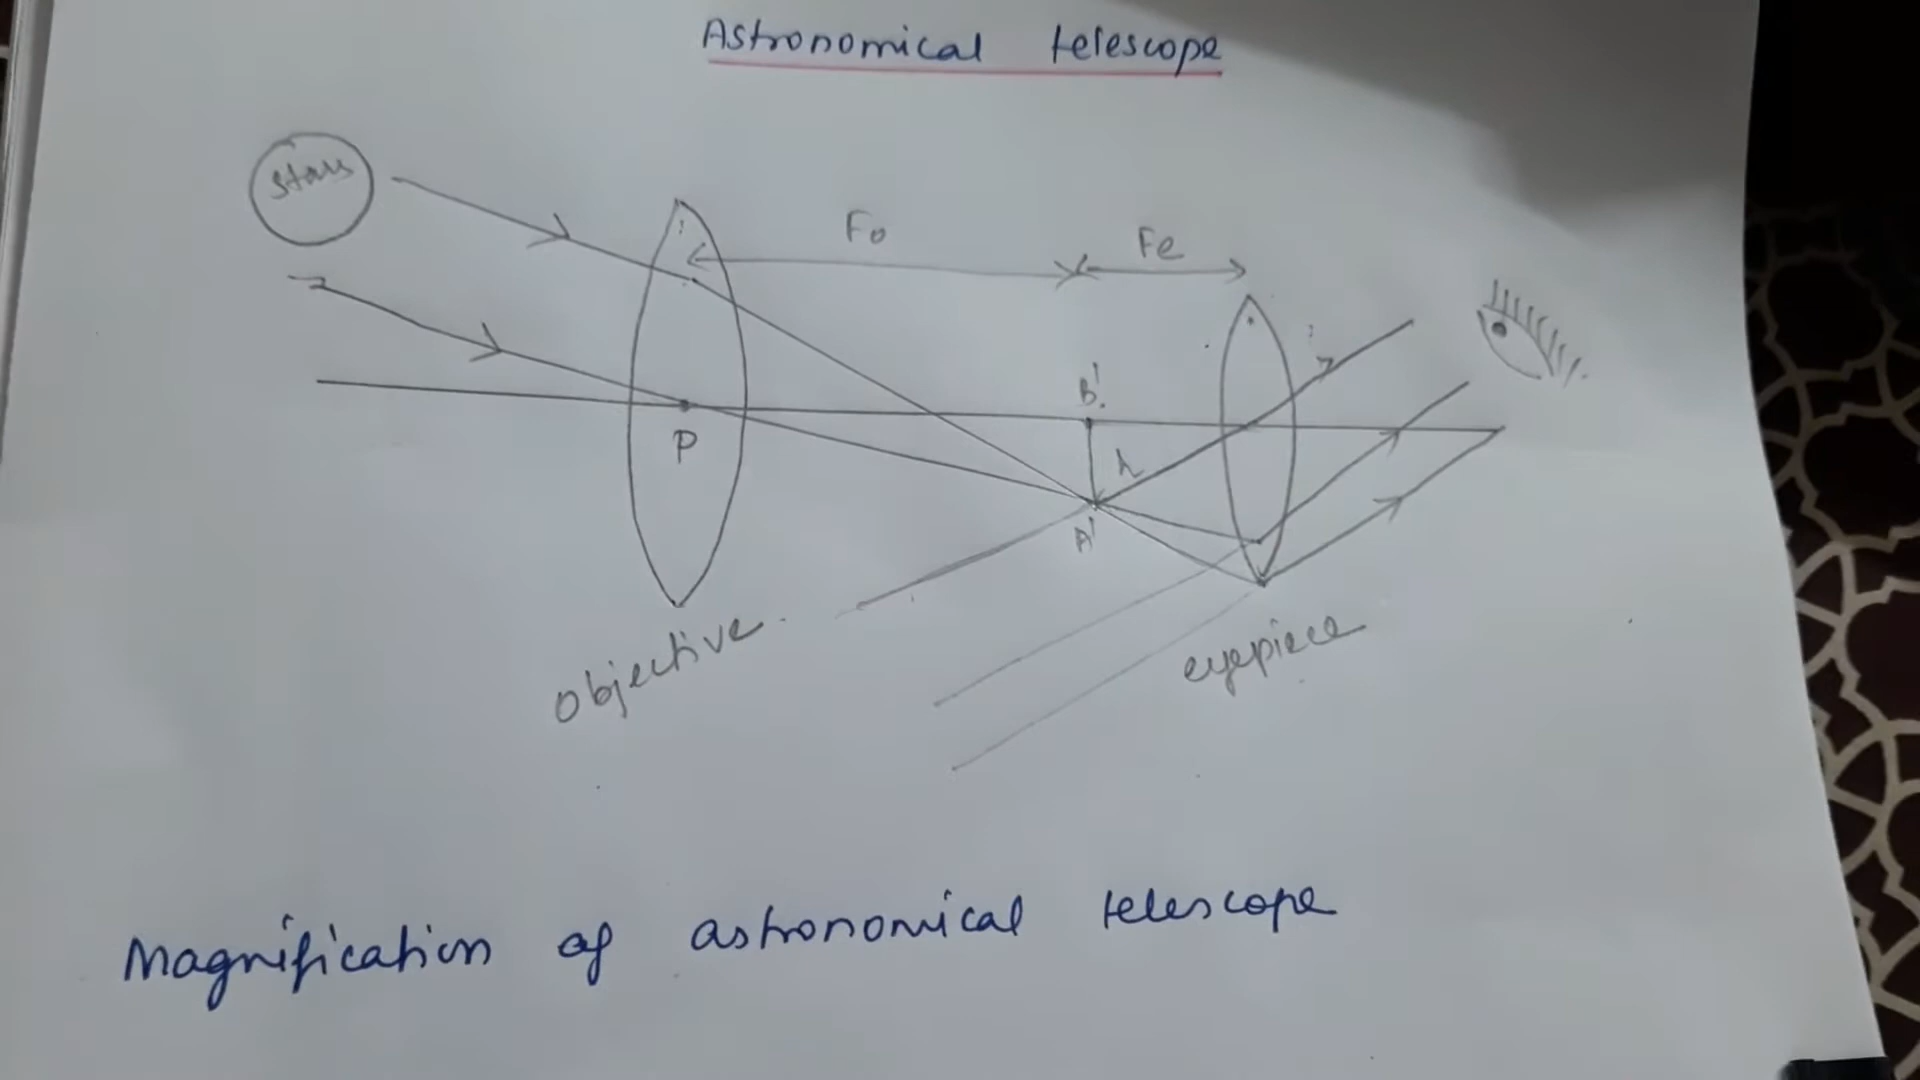 Astronomical telescope
stars
Fo
Fe
B'
P
h
A'
objective
eyepiece
Magnification of astronomical telescope